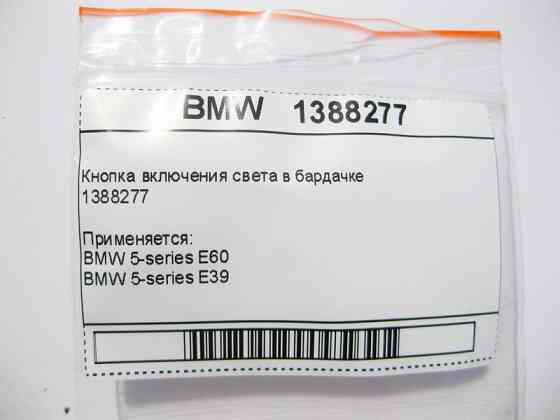 BMW 1388277
Кнопка включения света в бардачке
1388277
Применяется:
BMW 5-series E60
BMW 5-series E39